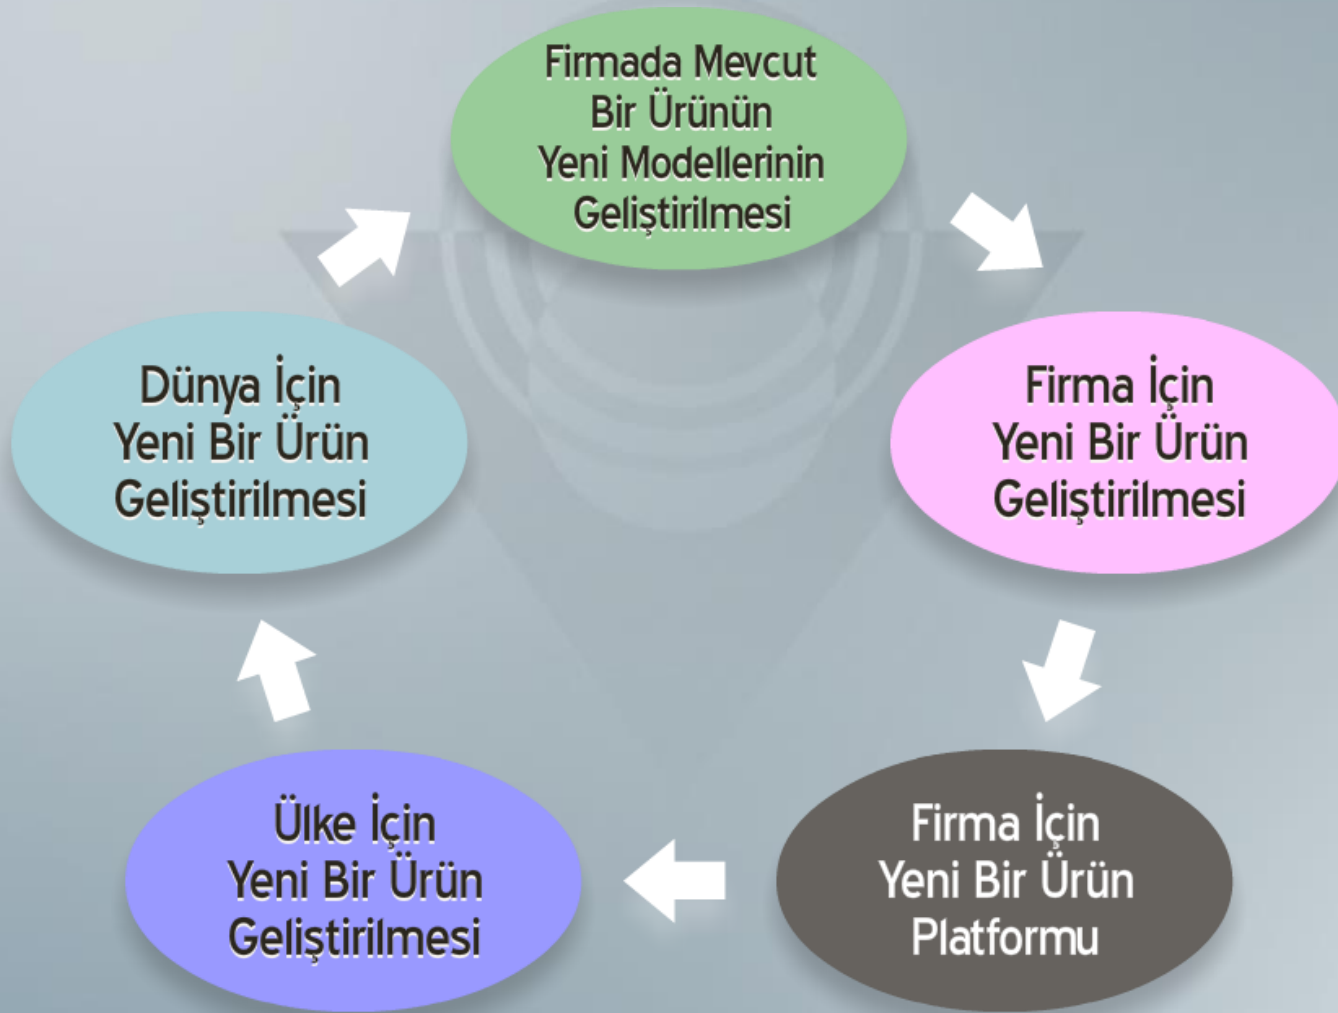 Firmada Mevcut
Bir Ürünün
Yeni Modellerinin
Geliştirilmesi
Firma İçin
Yeni Bir Ürün
Geliştirilmesi
Firma İçin
Yeni Bir Ürün
Platformu
Ülke İçin
Yeni Bir Ürün
Geliştirilmesi
Dünya İçin
Yeni Bir Ürün
Geliştirilmesi